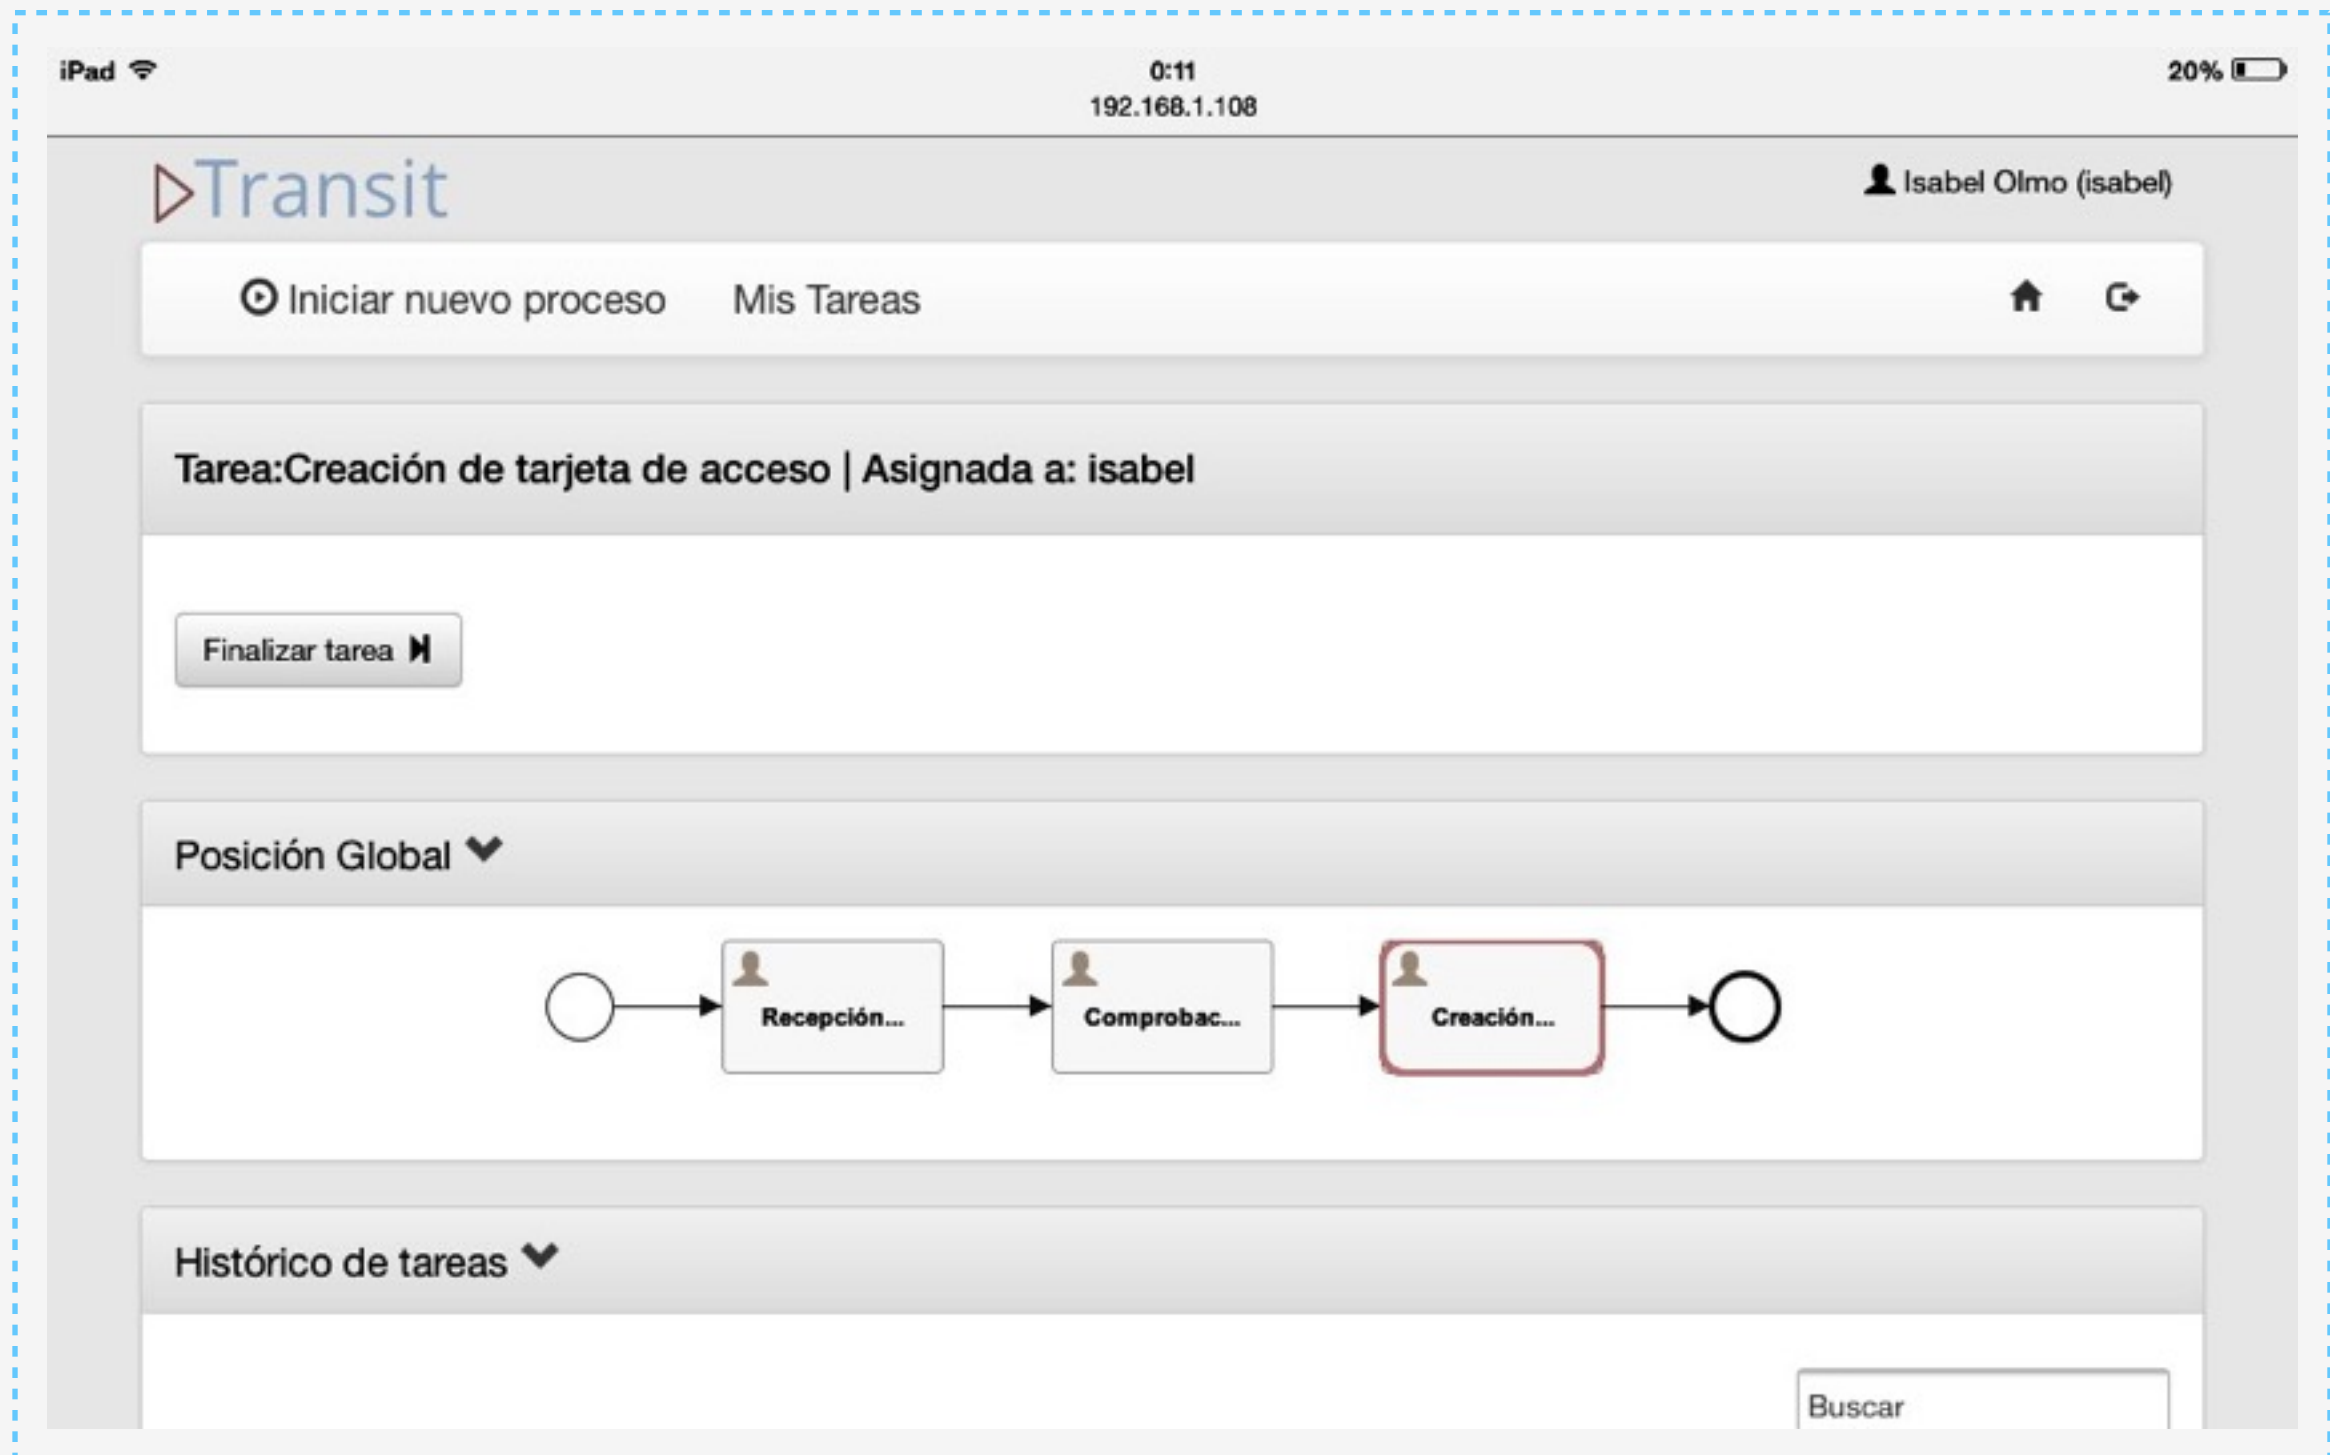 iPad 0:11 20%
192.168.1.108
Transit
Isabel Olmo (isabel)
Iniciar nuevo proceso Mis Tareas
Tarea:Creación de tarjeta de acceso | Asignada a: isabel
Finalizar tarea
Posición Global
Recepción... Comprobac... Creación...
Histórico de tareas
Buscar